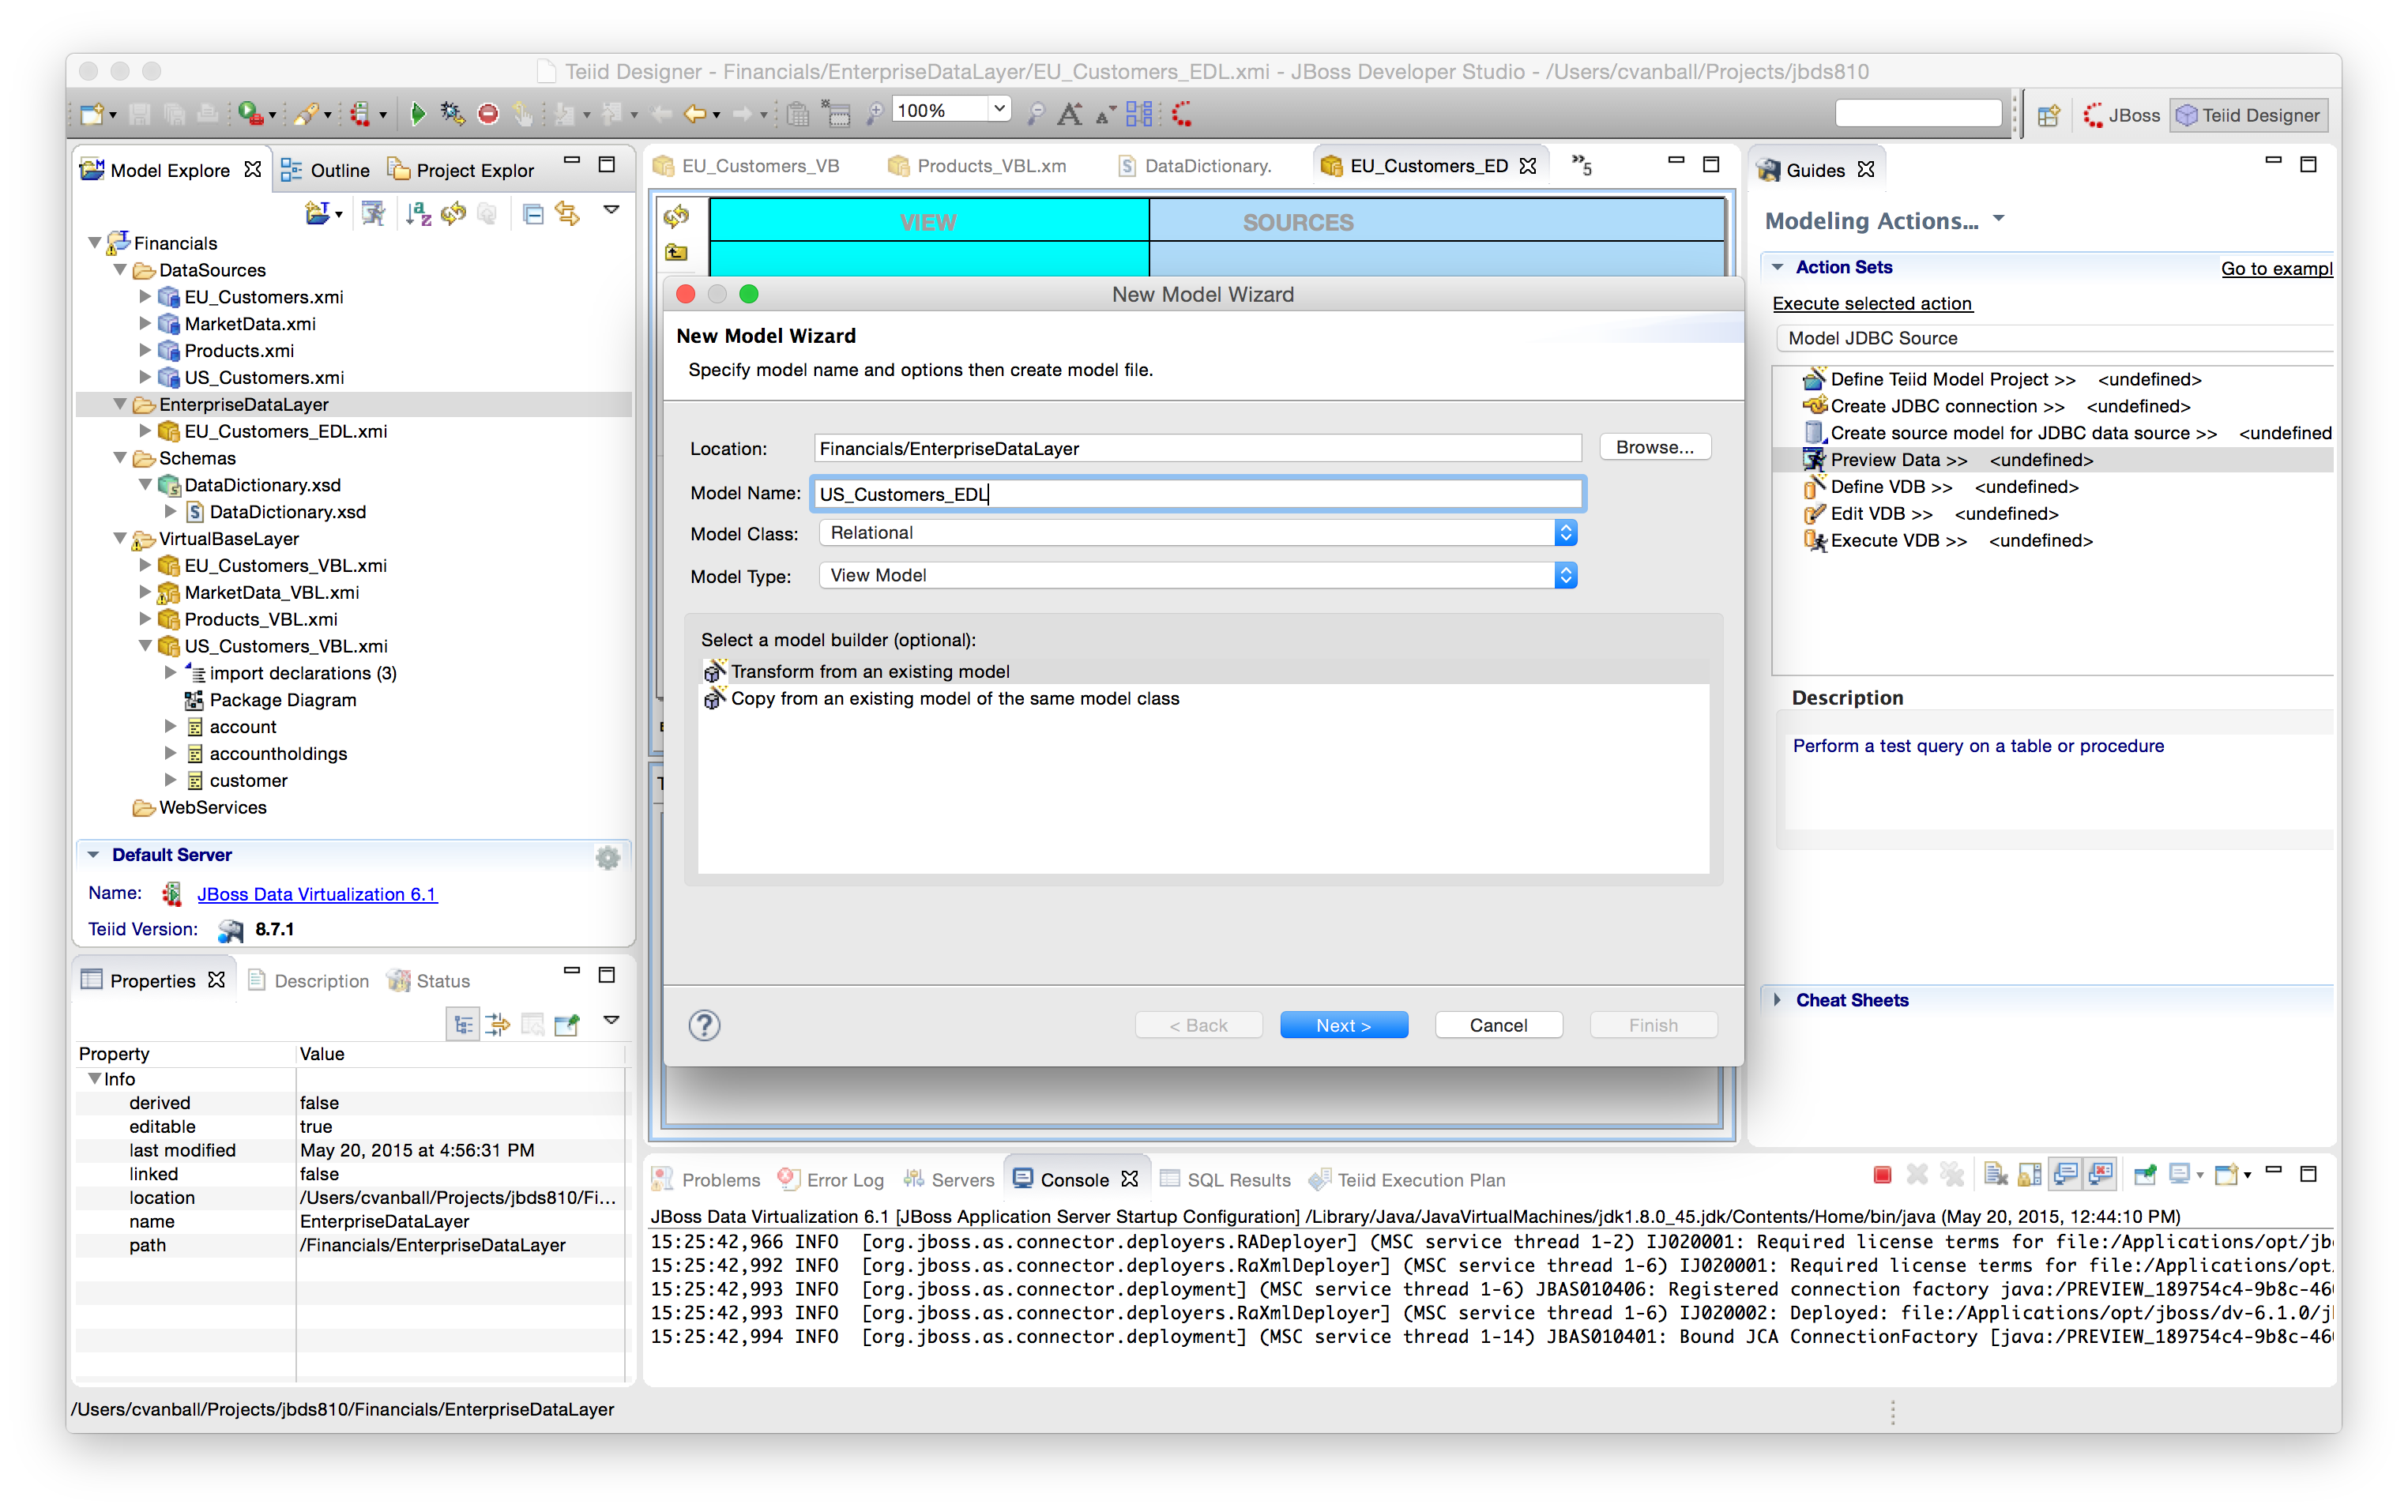 Teiid Designer - Financials/EnterpriseDataLayer/EU_Customers_EDL.xmi - JBoss Developer Studio - /Users/cvanball/Projects/jbds810
100%
JBoss
Teiid Designer
Model Explore
Outline
Project Explor
Financials
DataSources
EU_Customers.xmi
MarketData.xmi
Products.xmi
US_Customers.xmi
EnterpriseDataLayer
EU_Customers_EDL.xmi
Schemas
DataDictionary.xsd
DataDictionary.xsd
VirtualBaseLayer
EU_Customers_VBL.xmi
MarketData_VBL.xmi
Products_VBL.xmi
US_Customers_VBL.xmi
import declarations (3)
Package Diagram
account
accountholdings
customer
WebServices
Default Server
Name:
JBoss Data Virtualization 6.1
Teiid Version:
8.7.1
Properties
Description
Status
Property
Value
Info
derived
false
editable
true
last modified
May 20, 2015 at 4:56:31 PM
linked
false
location
/Users/cvanball/Projects/jbds810/Fi...
name
EnterpriseDataLayer
path
/Financials/EnterpriseDataLayer
/Users/cvanball/Projects/jbds810/Financials/EnterpriseDataLayer
EU_Customers_VB
Products_VBL.xm
DataDictionary.
EU_Customers_ED
»5
VIEW
SOURCES
New Model Wizard
New Model Wizard
Specify model name and options then create model file.
Location:
Financials/EnterpriseDataLayer
Browse...
Model Name:
US_Customers_EDL
Model Class:
Relational
Model Type:
View Model
Select a model builder (optional):
Transform from an existing model
Copy from an existing model of the same model class
< Back
Next >
Cancel
Finish
Guides
Modeling Actions...
Action Sets
Go to exampl
Execute selected action
Model JDBC Source
Define Teiid Model Project >> <undefined>
Create JDBC connection >> <undefined>
Create source model for JDBC data source >> <undefined
Preview Data >> <undefined>
Define VDB >> <undefined>
Edit VDB >> <undefined>
Execute VDB >> <undefined>
Description
Perform a test query on a table or procedure
Cheat Sheets
Problems
Error Log
Servers
Console
SQL Results
Teiid Execution Plan
JBoss Data Virtualization 6.1 [JBoss Application Server Startup Configuration] /Library/Java/JavaVirtualMachines/jdk1.8.0_45.jdk/Contents/Home/bin/java (May 20, 2015, 12:44:10 PM)
15:25:42,966 INFO [org.jboss.as.connector.deployers.RADeployer] (MSC service thread 1-2) IJ020001: Required license terms for file:/Applications/opt/jb
15:25:42,992 INFO [org.jboss.as.connector.deployers.RaXmlDeployer] (MSC service thread 1-6) IJ020001: Required license terms for file:/Applications/opt
15:25:42,993 INFO [org.jboss.as.connector.deployment] (MSC service thread 1-6) JBAS010406: Registered connection factory java:/PREVIEW_189754c4-9b8c-46
15:25:42,993 INFO [org.jboss.as.connector.deployers.RaXmlDeployer] (MSC service thread 1-6) IJ020002: Deployed: file:/Applications/opt/jboss/dv-6.1.0/j
15:25:42,994 INFO [org.jboss.as.connector.deployment] (MSC service thread 1-14) JBAS010401: Bound JCA ConnectionFactory [java:/PREVIEW_189754c4-9b8c-46